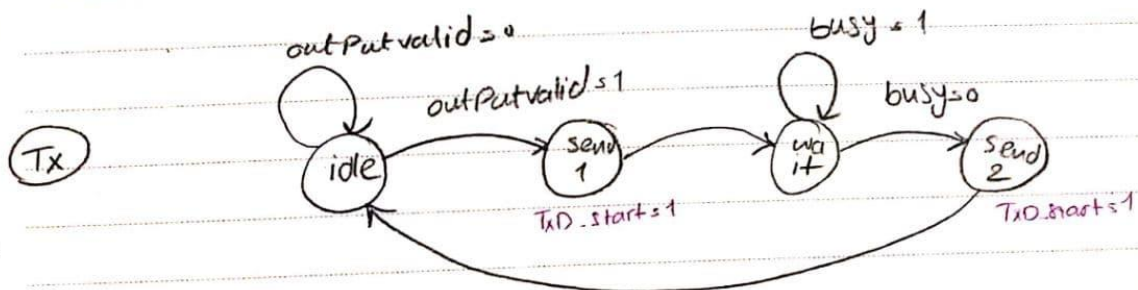 outPutvalid=0
busy=1
outPutvalid=1
busy=0
Tx
idle
send
1
wa
it
send
2
TxD_start=1
TxD_start=1